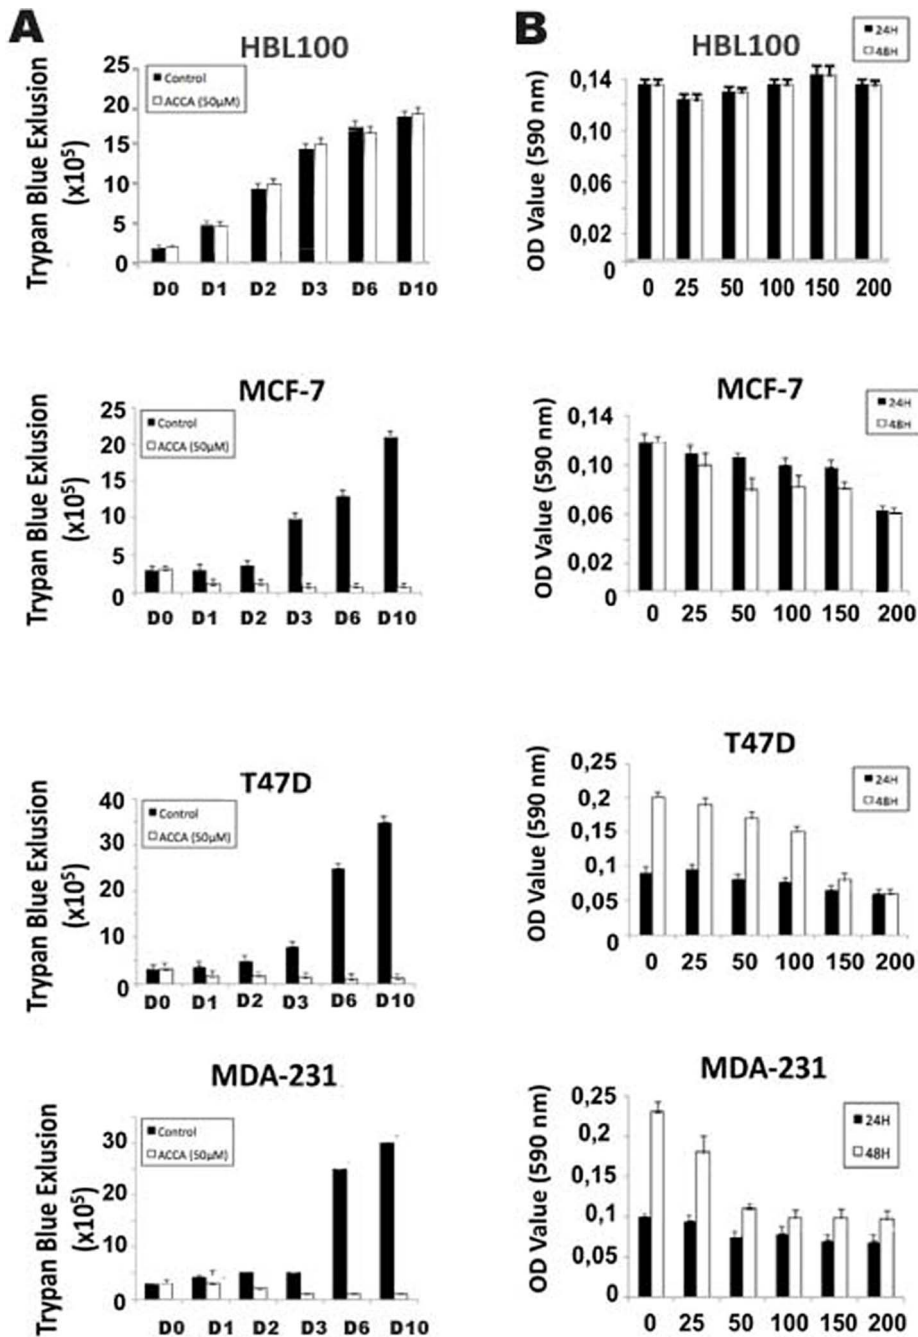 A
HBL100
Trypan Blue Exlusion
(x10⁵)
25
20
15
10
5
0
Control
ACCA (50µM)
D0 D1 D2 D3 D6 D10
B
HBL100
OD Value (590 nm)
0,14
0,10
0,06
0,02
0
24H
48H
0 25 50 100 150 200
MCF-7
Trypan Blue Exlusion
(x10⁵)
25
20
15
10
5
0
Control
ACCA (50µM)
D0 D1 D2 D3 D6 D10
MCF-7
OD Value (590 nm)
0,14
0,10
0,06
0,02
0
24H
48H
0 25 50 100 150 200
T47D
Trypan Blue Exlusion
(x10⁵)
40
30
20
10
0
Control
ACCA (50µM)
D0 D1 D2 D3 D6 D10
T47D
OD Value (590 nm)
0,25
0,2
0,15
0,1
0,05
0
24H
48H
0 25 50 100 150 200
MDA-231
Trypan Blue Exlusion
(x10⁵)
30
20
10
0
Control
ACCA (50µM)
D0 D1 D2 D3 D6 D10
MDA-231
OD Value (590 nm)
0,25
0,2
0,15
0,1
0,05
0
24H
48H
0 25 50 100 150 200